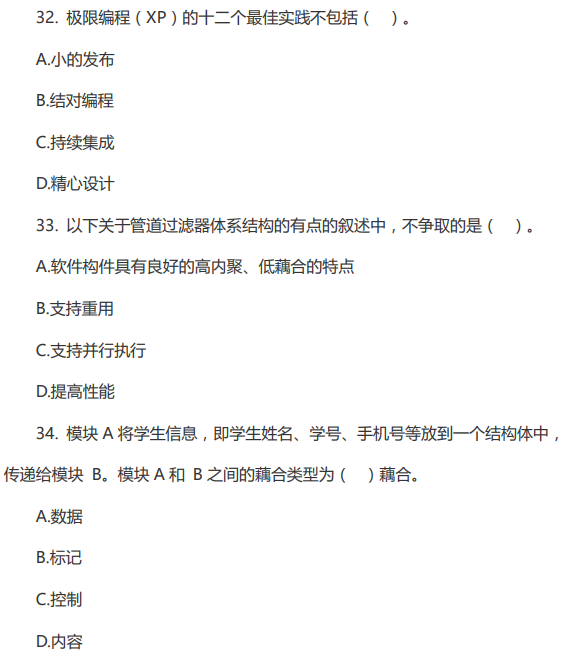 32. 极限编程（XP）的十二个最佳实践不包括（　）。
A.小的发布
B.结对编程
C.持续集成
D.精心设计
33. 以下关于管道过滤器体系结构的有点的叙述中，不争取的是（　）。
A.软件构件具有良好的高内聚、低藕合的特点
B.支持重用
C.支持并行执行
D.提高性能
34. 模块 A 将学生信息，即学生姓名、学号、手机号等放到一个结构体中，
传递给模块 B。模块 A 和 B 之间的藕合类型为（　）藕合。
A.数据
B.标记
C.控制
D.内容